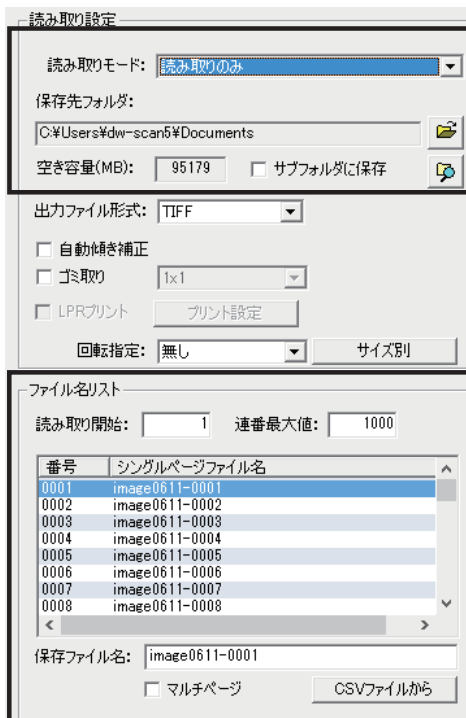 読み取り設定
読み取りモード: 読み取りのみ
保存先フォルダ:
C:¥Users¥dw-scan5¥Documents
空き容量(MB): 95179 サブフォルダに保存
出力ファイル形式: TIFF
自動傾き補正
ゴミ取り 1x1
LPRプリント プリント設定
回転指定: 無し サイズ別
ファイル名リスト
読み取り開始: 1 連番最大値: 1000
番号 シングルページファイル名
0001 image0611-0001
0002 image0611-0002
0003 image0611-0003
0004 image0611-0004
0005 image0611-0005
0006 image0611-0006
0007 image0611-0007
0008 image0611-0008
保存ファイル名: image0611-0001
マルチページ CSVファイルから